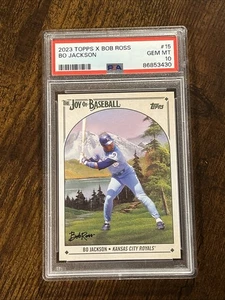 2023 TOPPS X BOB ROSS #15
BO JACKSON GEM MT
10
PSA 86853430
THE JOY OF BASEBALL
Topps
Bob Ross
BO JACKSON • KANSAS CITY ROYALS